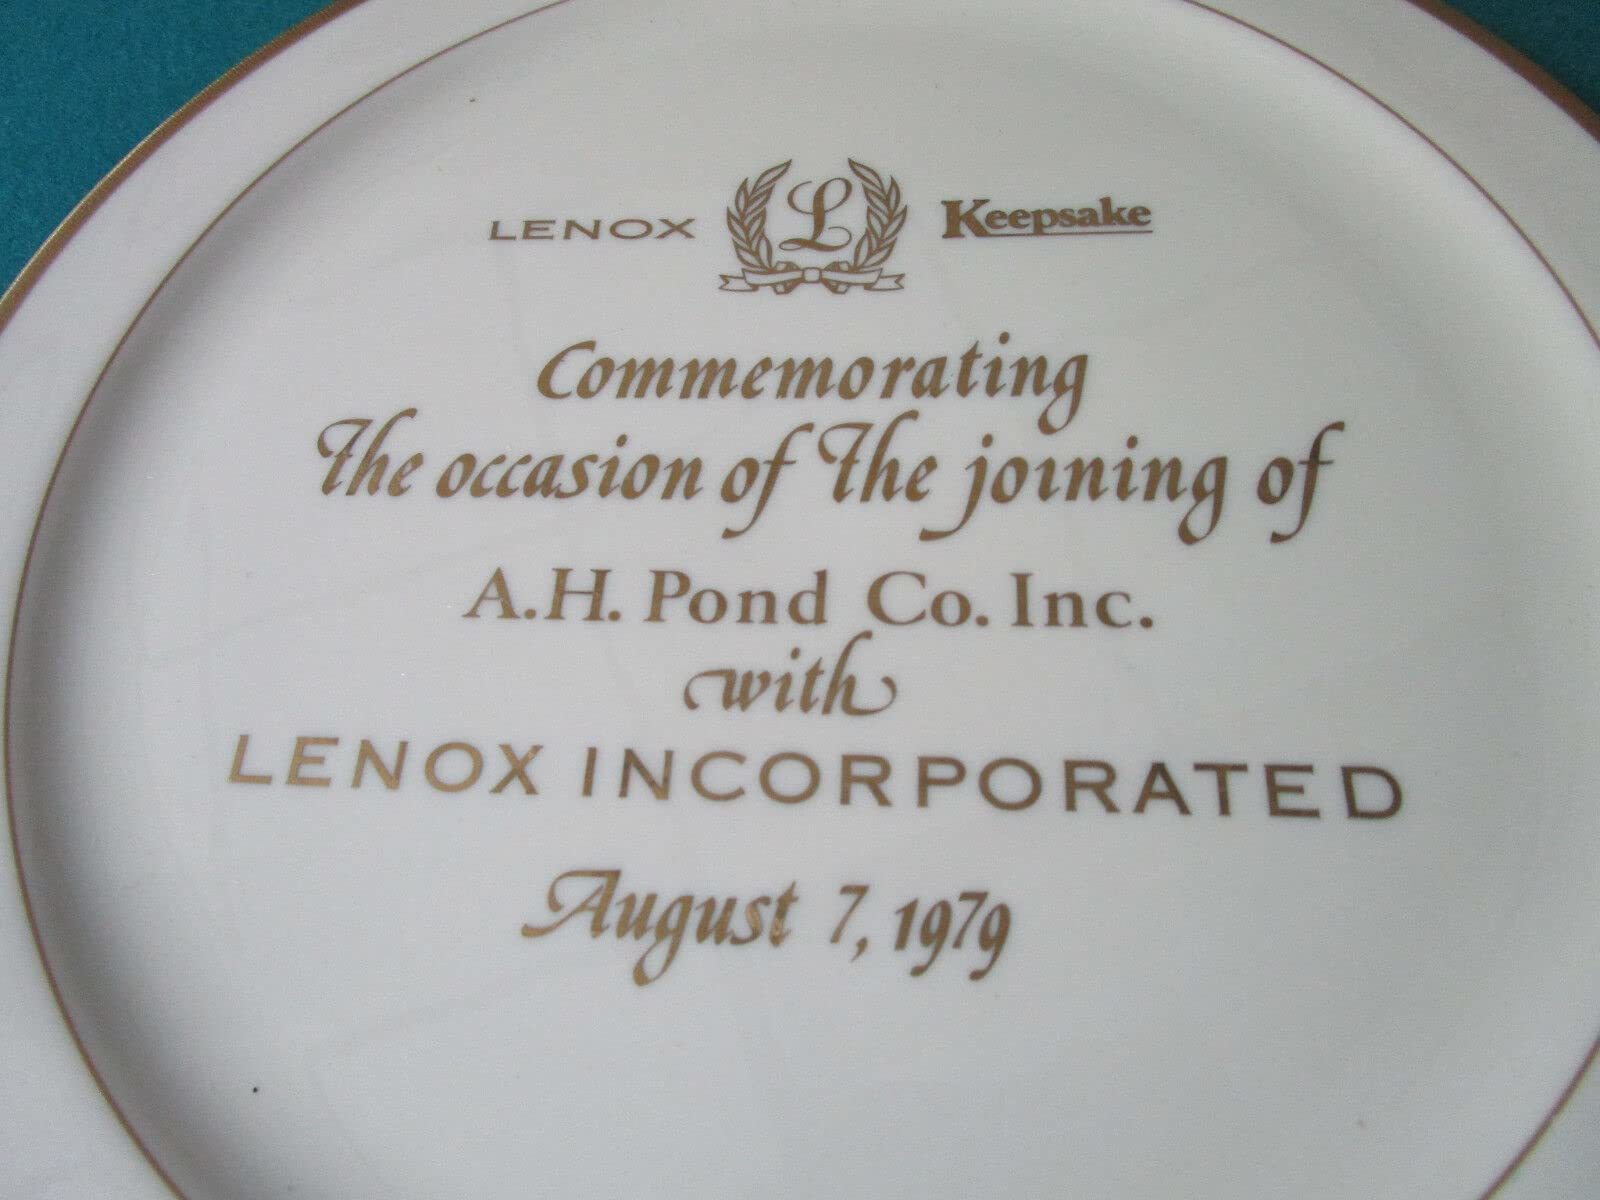 LENOX L Keepsake
Commemorating
The occasion of The joining of
A.H. Pond Co. Inc.
with
LENOX INCORPORATED
August 7, 1979